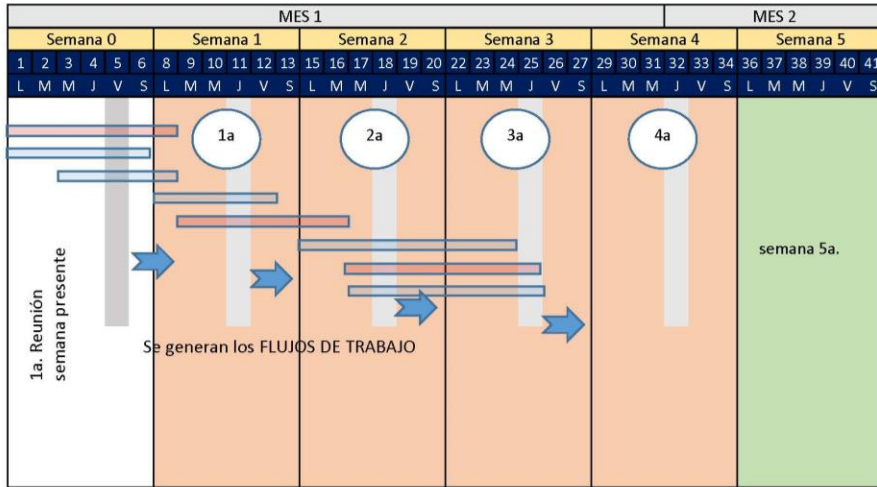 MES 1 MES 2
Semana 0 Semana 1 Semana 2 Semana 3 Semana 4 Semana 5
1 2 3 4 5 6 8 9 10 11 12 13 15 16 17 18 19 20 22 23 24 25 26 27 29 30 31 32 33 34 36 37 38 39 40 41
L M M J V S L M M J V S L M M J V S L M M J V S L M M J V S L M M J V S
1a 2a 3a 4a
semana 5a.
1a. Reunión
semana presente
Se generan los FLUJOS DE TRABAJO